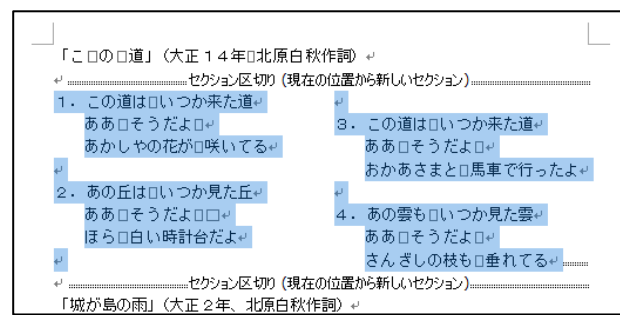 「こ□の□道」（大正１４年□北原白秋作詞）↵
↵セクション区切り (現在の位置から新しいセクション)
１．この道は□いつか来た道↵
ああ□そうだよ□↵
あかしやの花が□咲いてる↵
↵
２．あの丘は□いつか見た丘↵
ああ□そうだよ□□
ほら□白い時計台だよ↵
↵
↵
３．この道は□いつか来た道↵
ああ□そうだよ□↵
おかあさまと□馬車で行ったよ↵
↵
４．あの雲も□いつか見た雲↵
ああ□そうだよ□↵
さんざしの枝も□垂れてる↵
↵セクション区切り (現在の位置から新しいセクション)
「城が島の雨」（大正２年、北原白秋作詞）↵